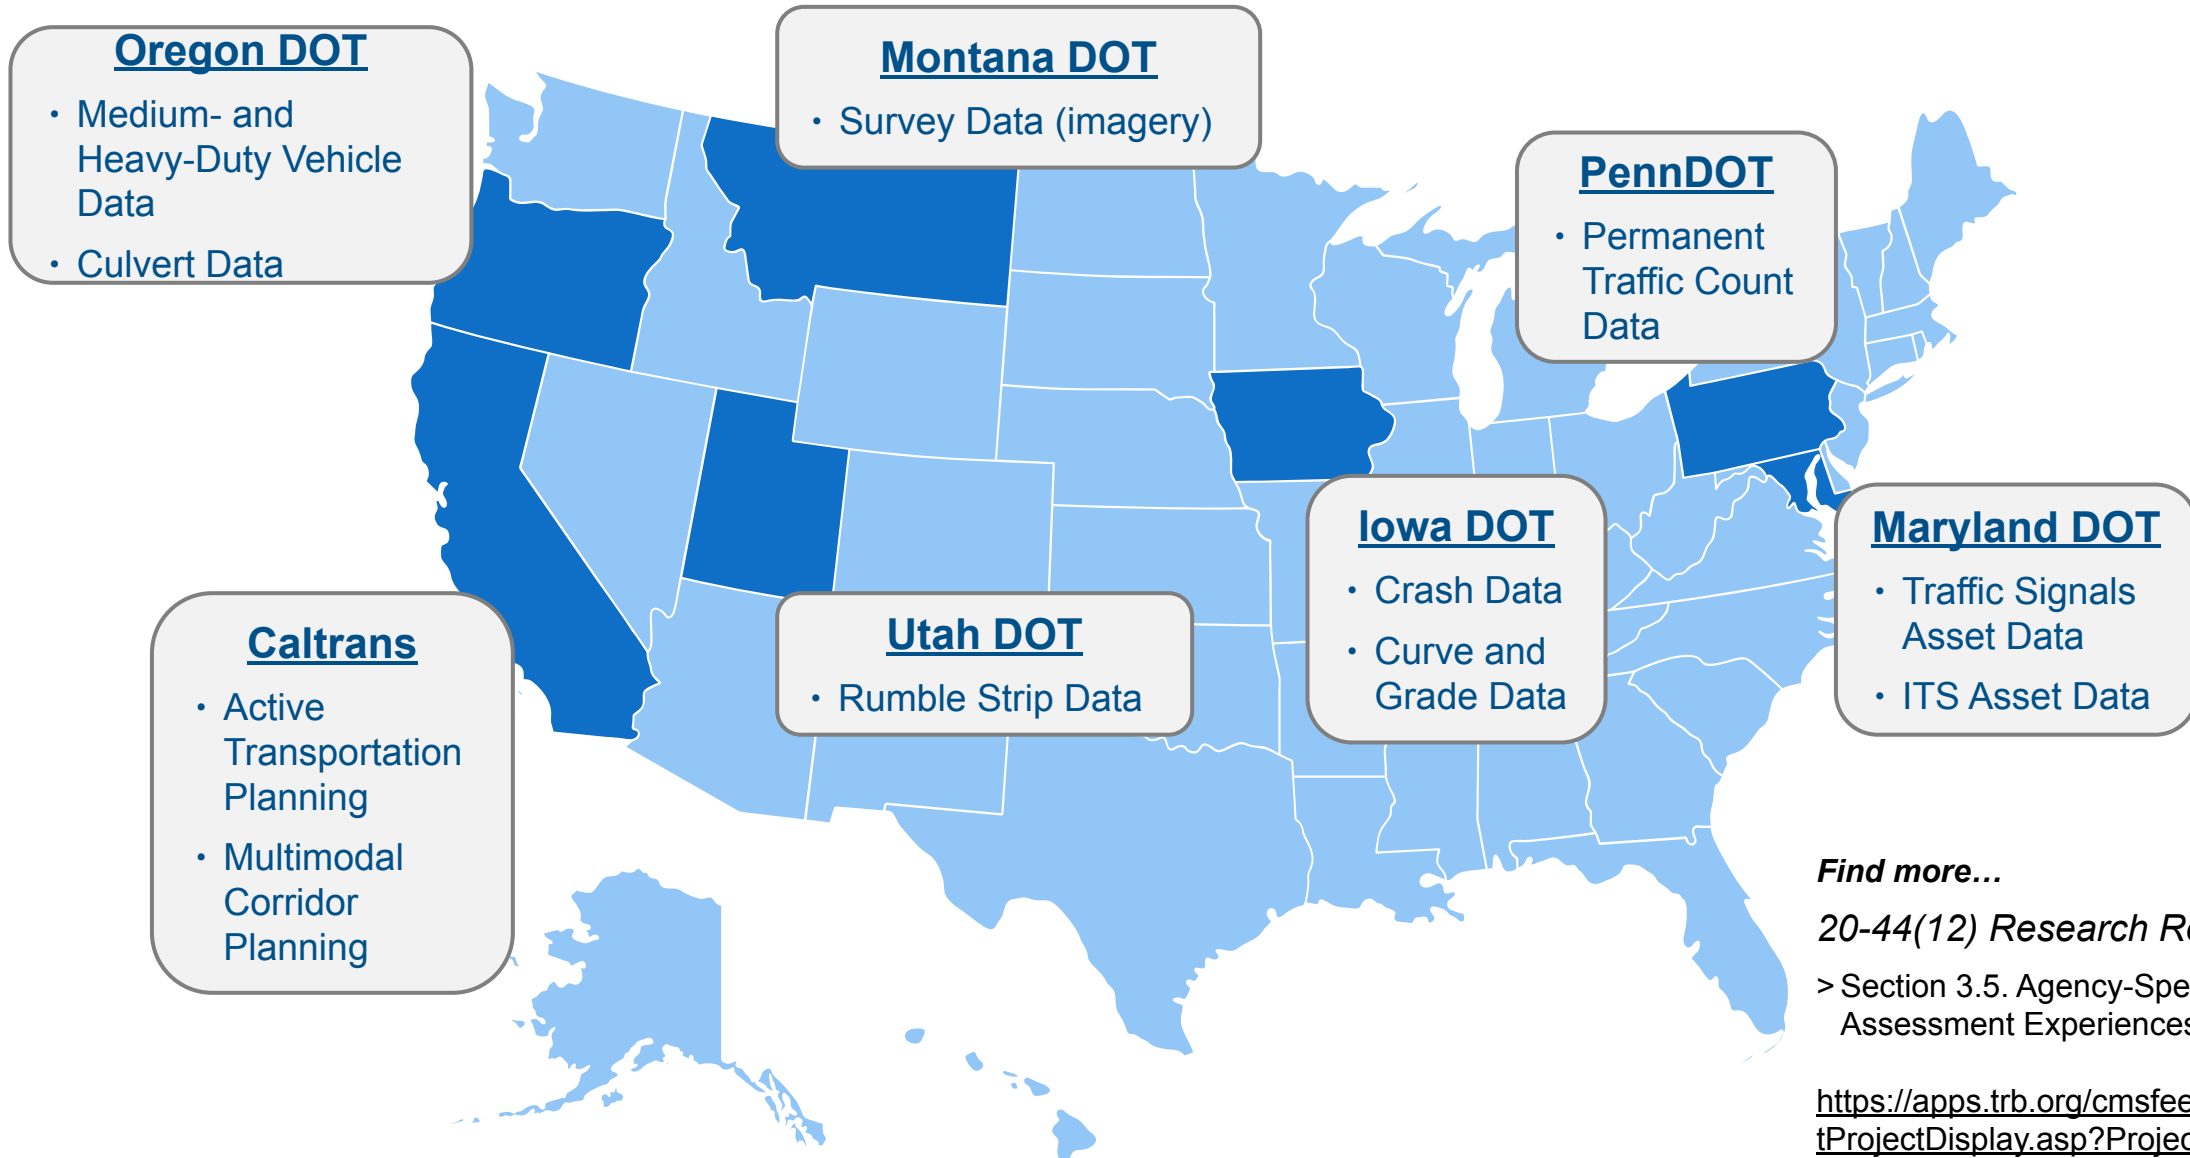 Oregon DOT
• Medium- and
Heavy-Duty Vehicle
Data
• Culvert Data
Montana DOT
• Survey Data (imagery)
PennDOT
• Permanent
Traffic Count
Data
Caltrans
• Active
Transportation
Planning
• Multimodal
Corridor
Planning
Utah DOT
• Rumble Strip Data
Iowa DOT
• Crash Data
• Curve and
Grade Data
Maryland DOT
• Traffic Signals
Asset Data
• ITS Asset Data
Find more…
20-44(12) Research Re
> Section 3.5. Agency-Spe
Assessment Experiences
https://apps.trb.org/cmsfee
tProjectDisplay.asp?Projec